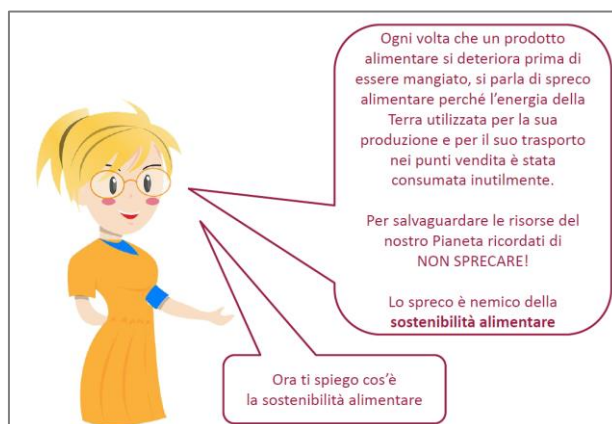 Ogni volta che un prodotto
alimentare si deteriora prima di
essere mangiato, si parla di spreco
alimentare perché l'energia della
Terra utilizzata per la sua
produzione e per il suo trasporto
nei punti vendita è stata
consumata inutilmente.
Per salvaguardare le risorse del
nostro Pianeta ricordati di
NON SPRECARE!
Lo spreco è nemico della
sostenibilità alimentare
Ora ti spiego cos'è
la sostenibilità alimentare